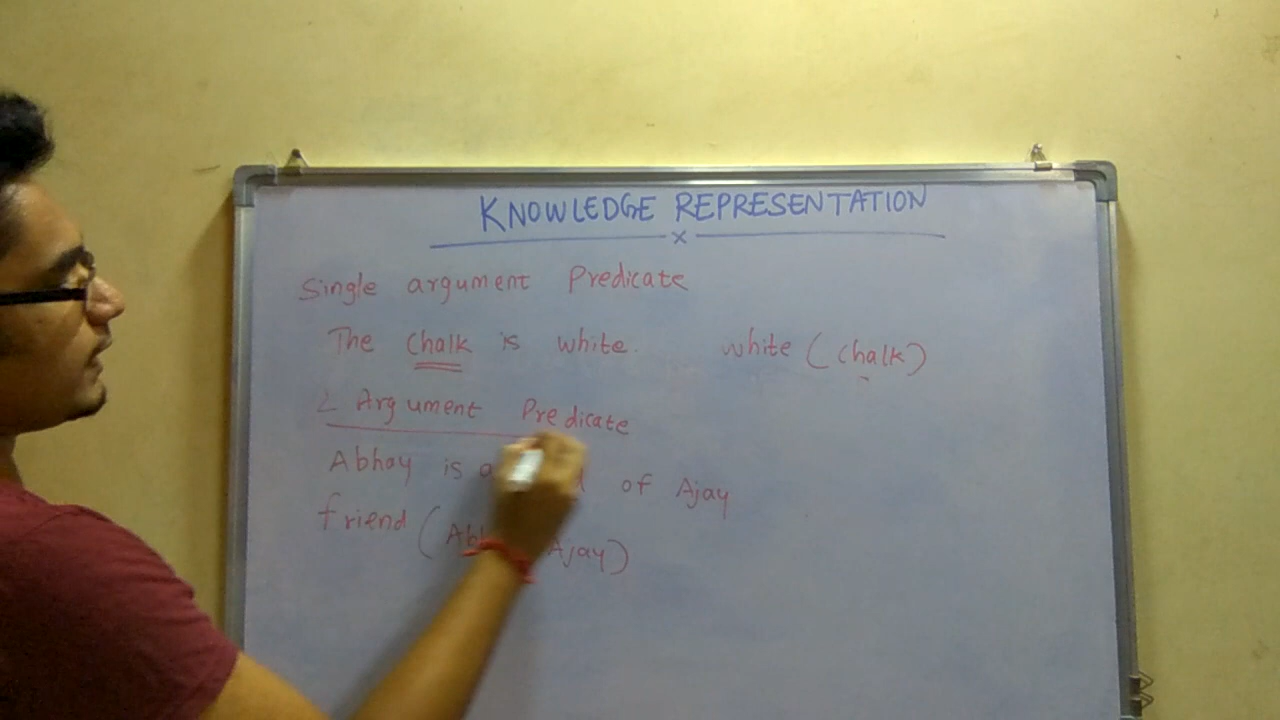 KNOWLEDGE REPRESENTATION
x
Single argument Predicate
The Chalk is white. white (chalk)
2 Argument Predicate
Abhay is a of Ajay
friend ( Ajay)